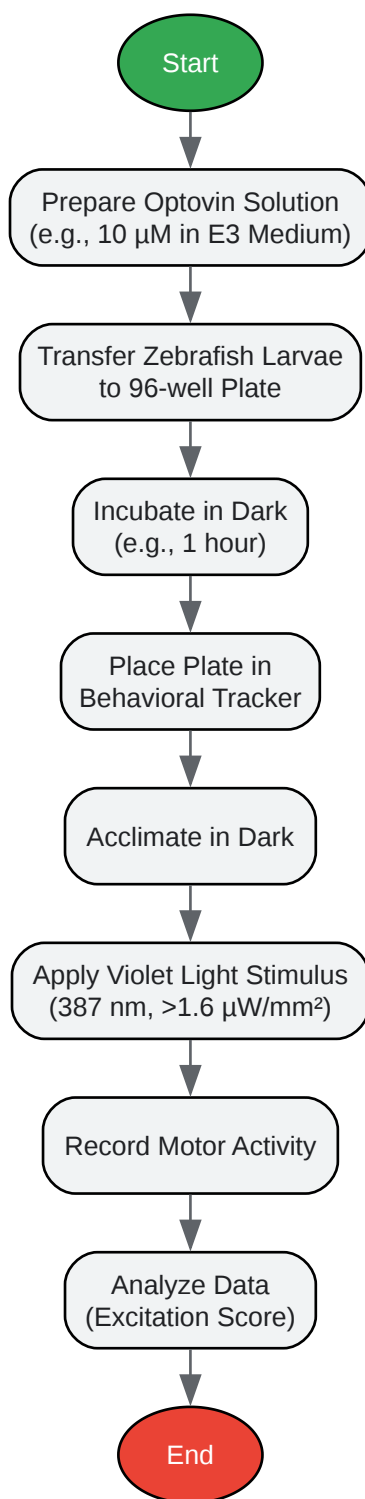 Start
Prepare Optovin Solution
(e.g., 10 µM in E3 Medium)
Transfer Zebrafish Larvae
to 96-well Plate
Incubate in Dark
(e.g., 1 hour)
Place Plate in
Behavioral Tracker
Acclimate in Dark
Apply Violet Light Stimulus
(387 nm, >1.6 µW/mm²)
Record Motor Activity
Analyze Data
(Excitation Score)
End